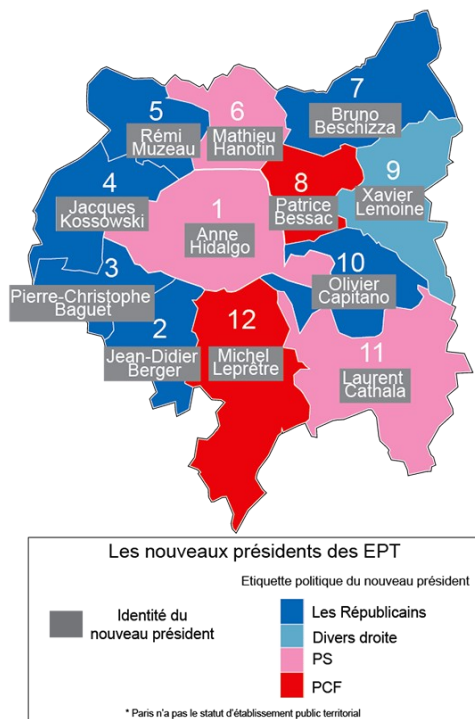 7
Bruno
Beschizza
5
Rémi
Muzeau
6
Mathieu
Hanotin
9
Xavier
Lemoine
4
Jacques
Kossowski
8
Patrice
Bessac
1
Anne
Hidalgo
3
Pierre-Christophe
Baguet
10
Olivier
Capitano
2
Jean-Didier
Berger
12
Michel
Leprêtre
11
Laurent
Cathala
Les nouveaux présidents des EPT
Etiquette politique du nouveau président
Identité du
nouveau président
Les Républicains
Divers droite
PS
PCF
* Paris n'a pas le statut d'établissement public territorial